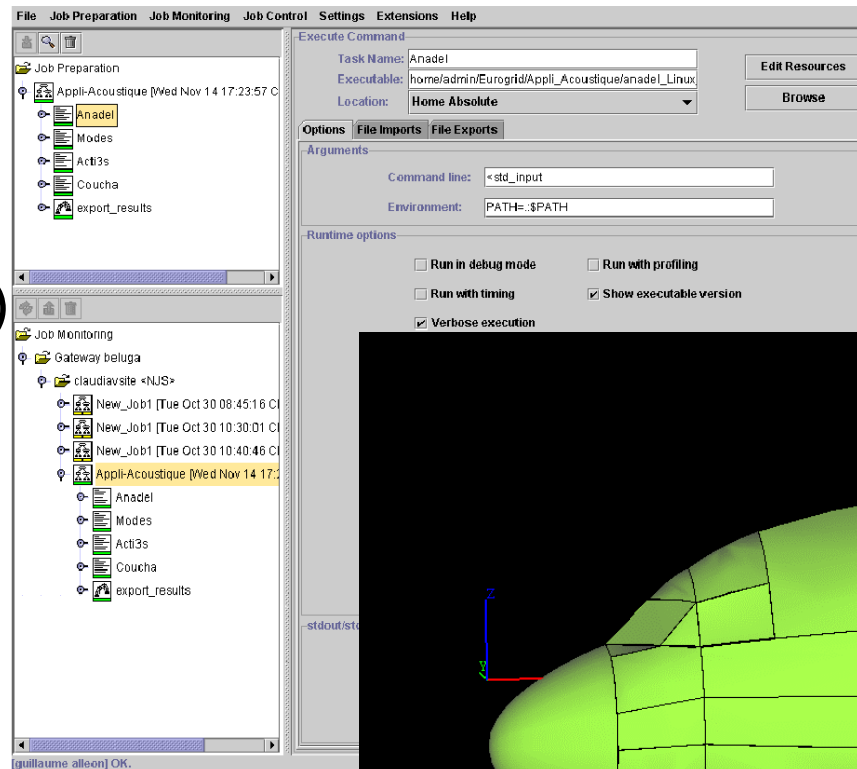 File Job Preparation Job Monitoring Job Control Settings Extensions Help
Job Preparation
Appli-Acoustique [Wed Nov 14 17:23:57 C
Anadel
Modes
Acti3s
Coucha
export_results
Job Monitoring
Gateway beluga
claudiavsite <NJS>
New_Job1 [Tue Oct 30 08:45:16 CI
New_Job1 [Tue Oct 30 10:30:01 CI
New_Job1 [Tue Oct 30 10:40:46 CI
Appli-Acoustique [Wed Nov 14 17:2
Anadel
Modes
Acti3s
Coucha
export_results
[guillaume alleon] OK.
Execute Command
Task Name: Anadel
Executable: home/admin/Eurogrid/Appli_Acoustique/anadel_Linux
Location: Home Absolute
Edit Resources
Browse
Options File Imports File Exports
Arguments
Command line: <std_input
Environment: PATH=.:$PATH
Runtime options
Run in debug mode Run with profiling
Run with timing Show executable version
Verbose execution
stdout/st
Z
Y